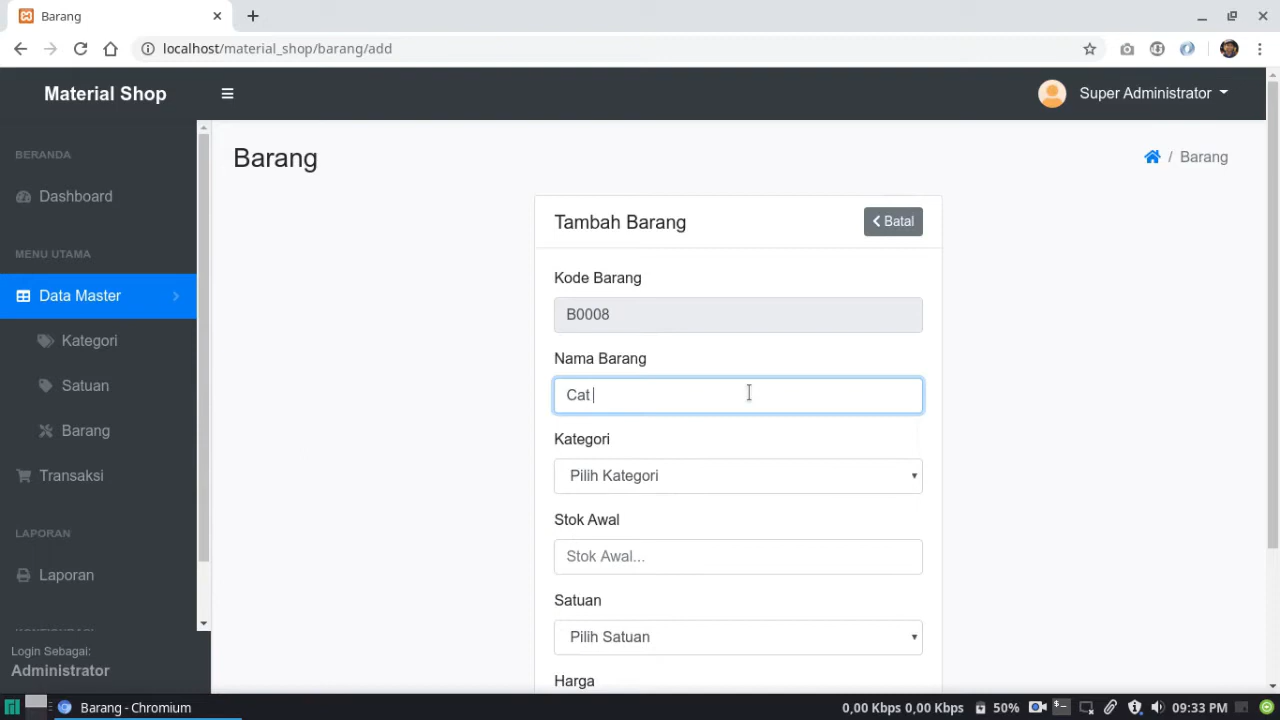 Barang
localhost/material_shop/barang/add
Material Shop
Super Administrator
BERANDA
Dashboard
MENU UTAMA
Data Master
Kategori
Satuan
Barang
Transaksi
LAPORAN
Laporan
Login Sebagai:
Administrator
Barang
/ Barang
Tambah Barang
Batal
Kode Barang
B0008
Nama Barang
Cat
Kategori
Pilih Kategori
Stok Awal
Stok Awal...
Satuan
Pilih Satuan
Harga
Barang - Chromium
0,00 Kbps 0,00 Kbps 50% 09:33 PM